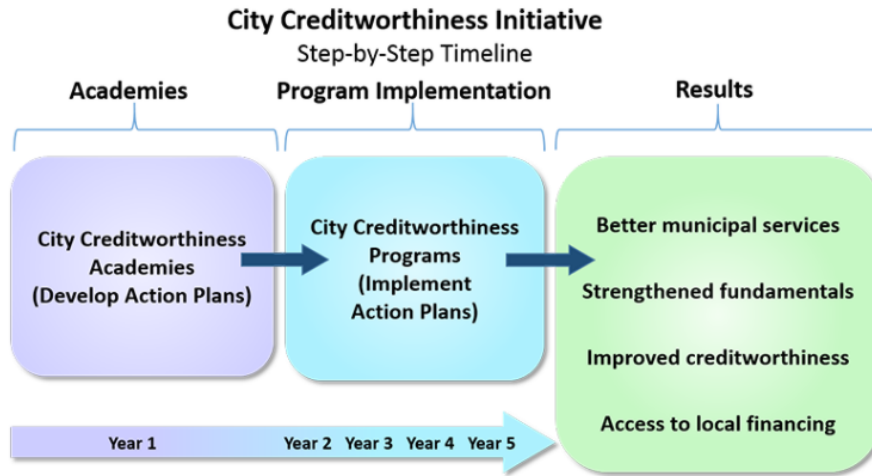 City Creditworthiness Initiative
Step-by-Step Timeline
Academies
Program Implementation
Results
City Creditworthiness
Academies
(Develop Action Plans)
City Creditworthiness
Programs
(Implement
Action Plans)
Better municipal services
Strengthened fundamentals
Improved creditworthiness
Access to local financing
Year 1
Year 2
Year 3
Year 4
Year 5